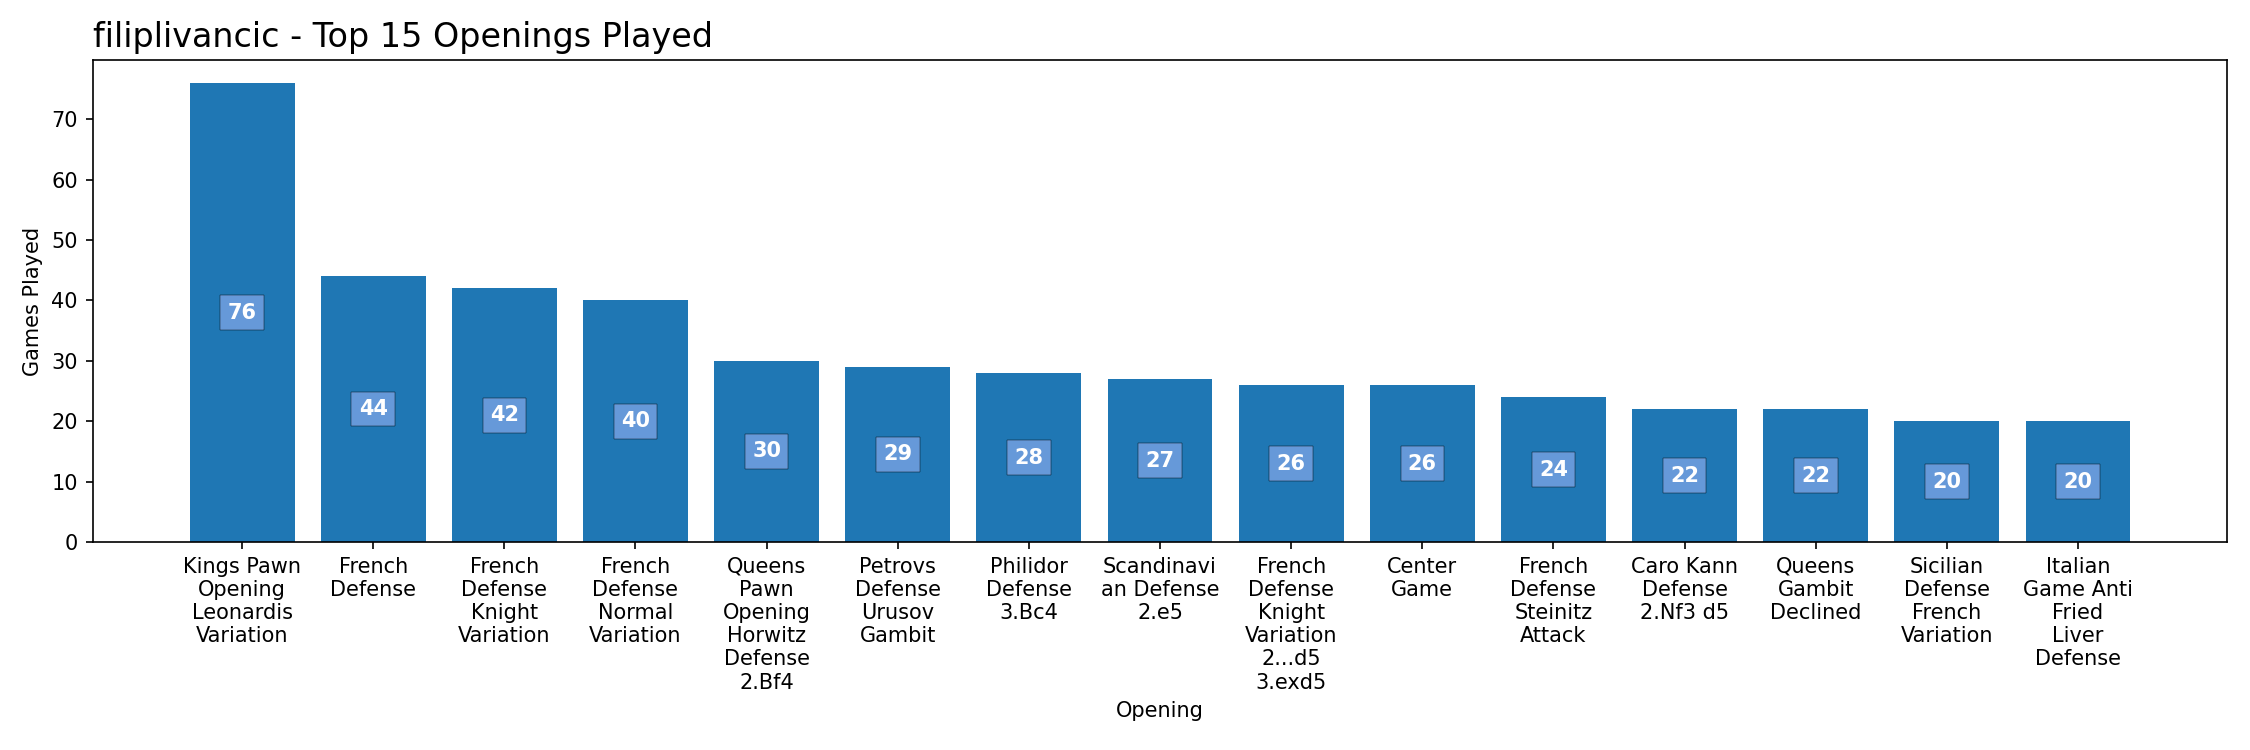 filiplivancic - Top 15 Openings Played
Games Played
70
60
50
40
30
20
10
0
76
44
42
40
30
29
28
27
26
26
24
22
22
20
20
Kings Pawn
Opening
Leonardis
Variation
French
Defense
French
Defense
Knight
Variation
French
Defense
Normal
Variation
Queens
Pawn
Opening
Horwitz
Defense
2.Bf4
Petrovs
Defense
Urusov
Gambit
Philidor
Defense
3.Bc4
Scandinavi
an Defense
2.e5
French
Defense
Knight
Variation
2...d5
3.exd5
Center
Game
French
Defense
Steinitz
Attack
Caro Kann
Defense
2.Nf3 d5
Queens
Gambit
Declined
Sicilian
Defense
French
Variation
Italian
Game Anti
Fried
Liver
Defense
Opening